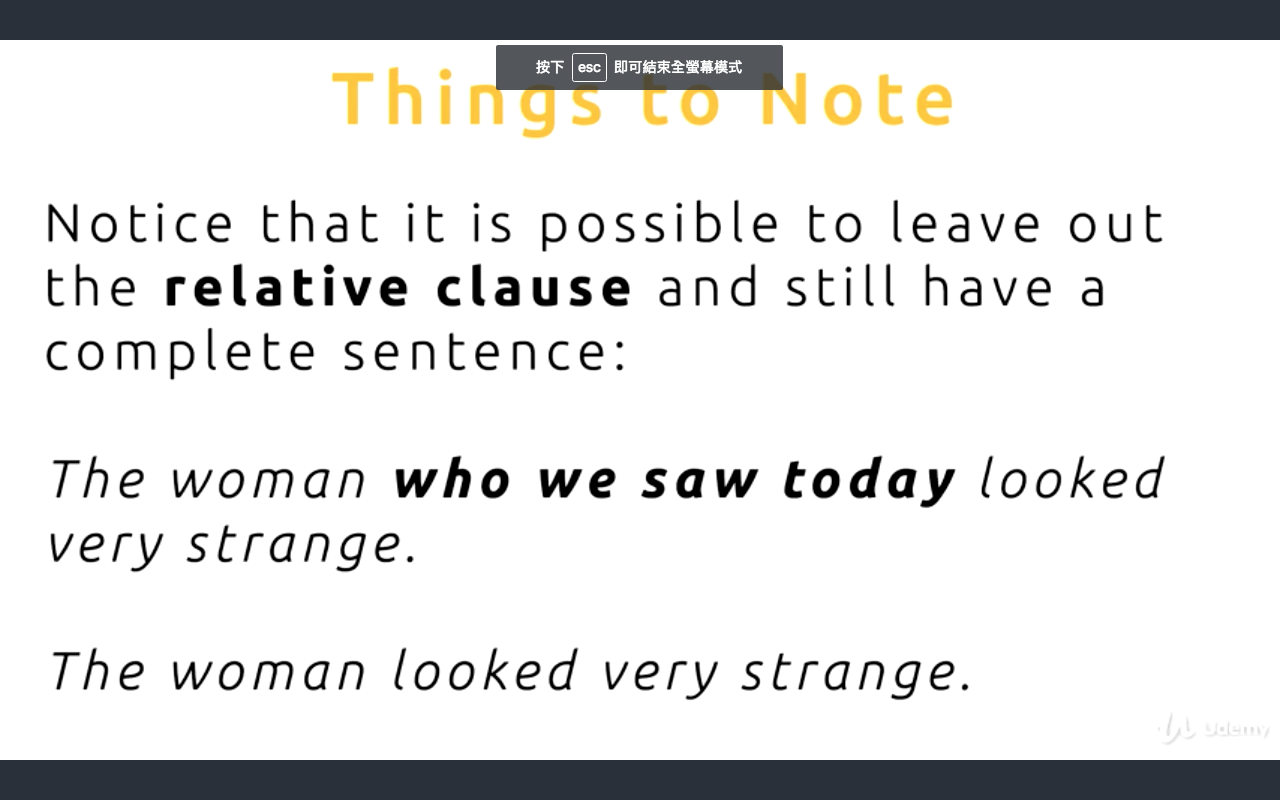 按下 esc 即可結束全螢幕模式
Things to Note
Notice that it is possible to leave out
the relative clause and still have a
complete sentence:
The woman who we saw today looked
very strange.
The woman looked very strange.
Udemy